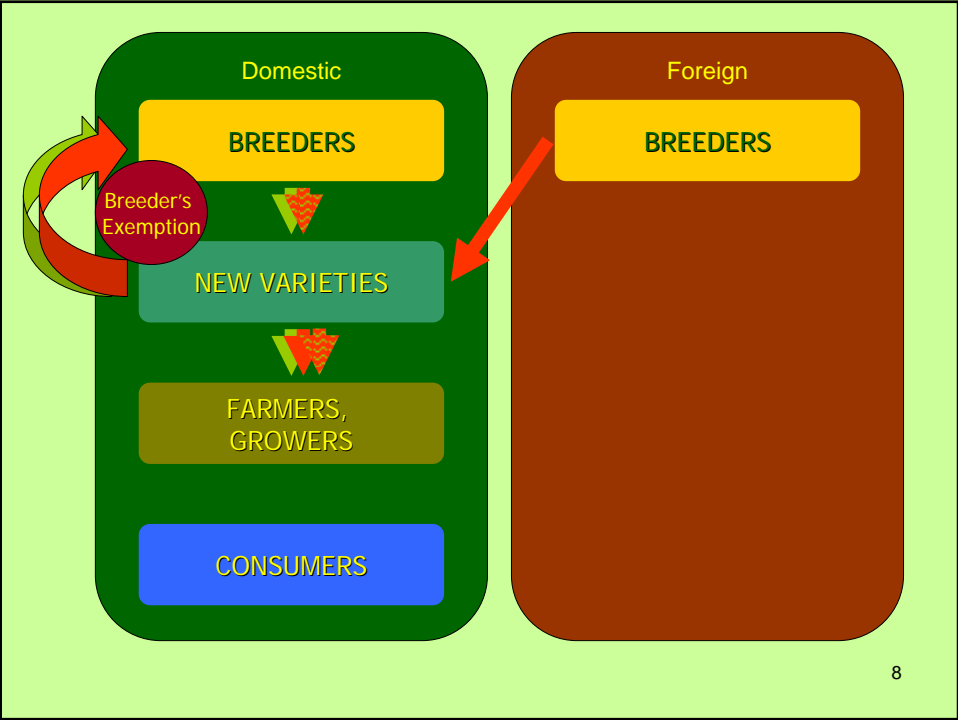 Domestic
Foreign
BREEDERS
BREEDERS
Breeder's
Exemption
NEW VARIETIES
FARMERS,
GROWERS
CONSUMERS
8